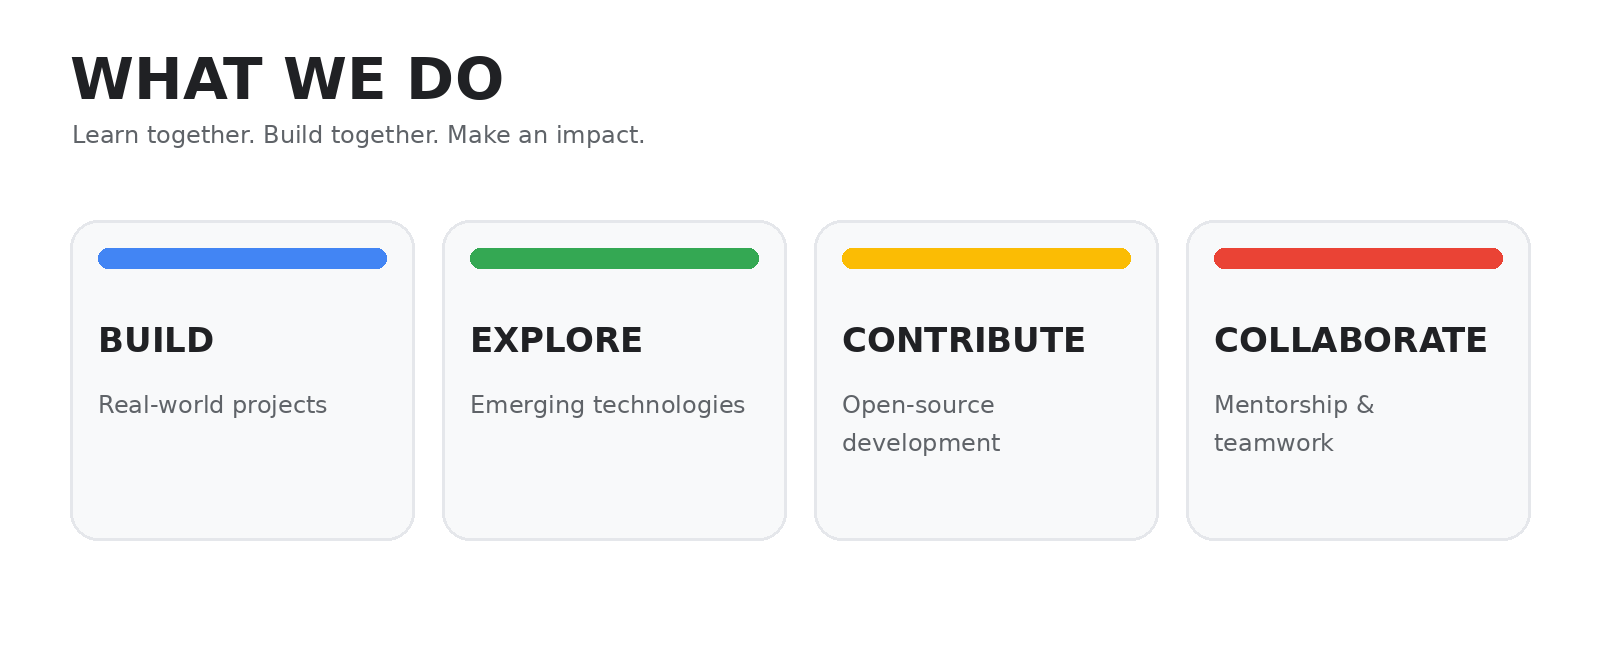 WHAT WE DO
Learn together. Build together. Make an impact.
BUILD
Real-world projects
EXPLORE
Emerging technologies
CONTRIBUTE
Open-source
development
COLLABORATE
Mentorship &
teamwork